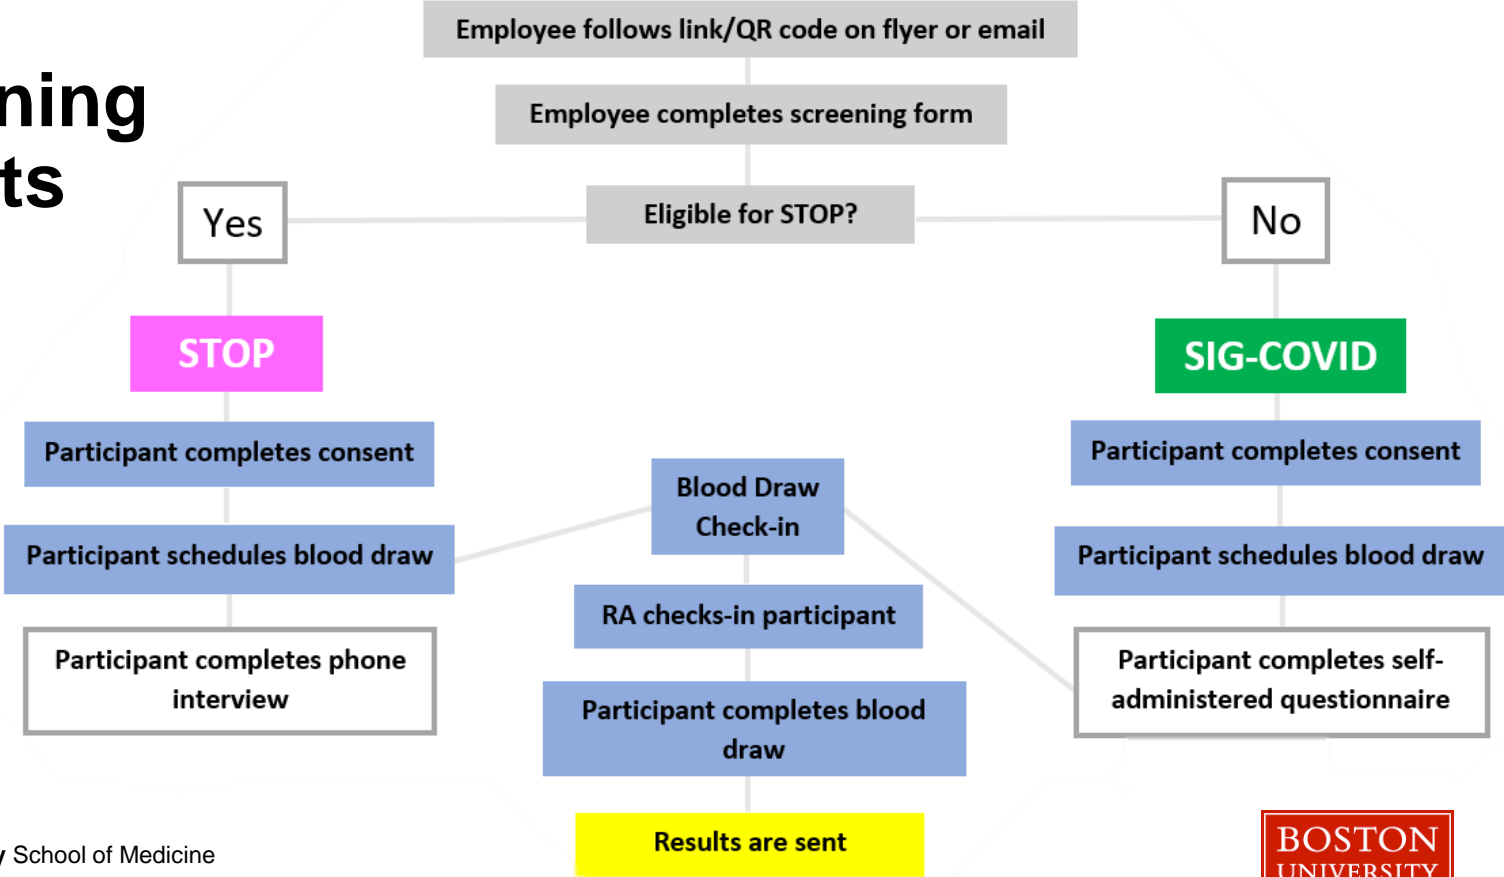 Employee follows link/QR code on flyer or email
ning
ts
Employee completes screening form
Eligible for STOP?
Yes
No
STOP
SIG-COVID
Participant completes consent
Participant completes consent
Participant schedules blood draw
Participant schedules blood draw
Participant completes phone
interview
Participant completes self-
administered questionnaire
Blood Draw
Check-in
RA checks-in participant
Participant completes blood
draw
Results are sent
y School of Medicine
BOSTON
UNIVERSITY